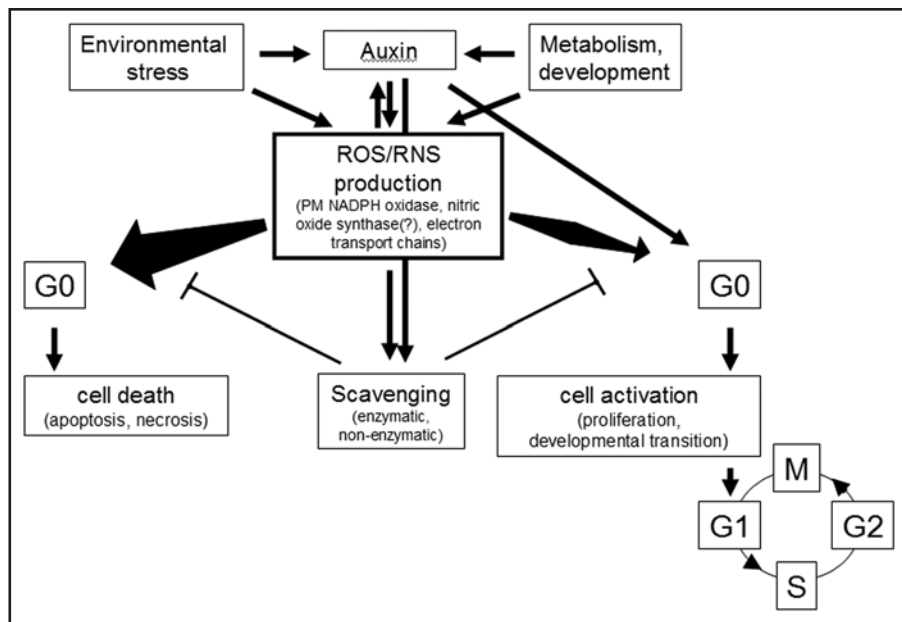 Environmental
stress
Auxin
Metabolism,
development
ROS/RNS
production
(PM NADPH oxidase, nitric
oxide synthase(?), electron
transport chains)
G0
G0
cell death
(apoptosis, necrosis)
Scavenging
(enzymatic,
non-enzymatic)
cell activation
(proliferation,
developmental transition)
M
G1
G2
S